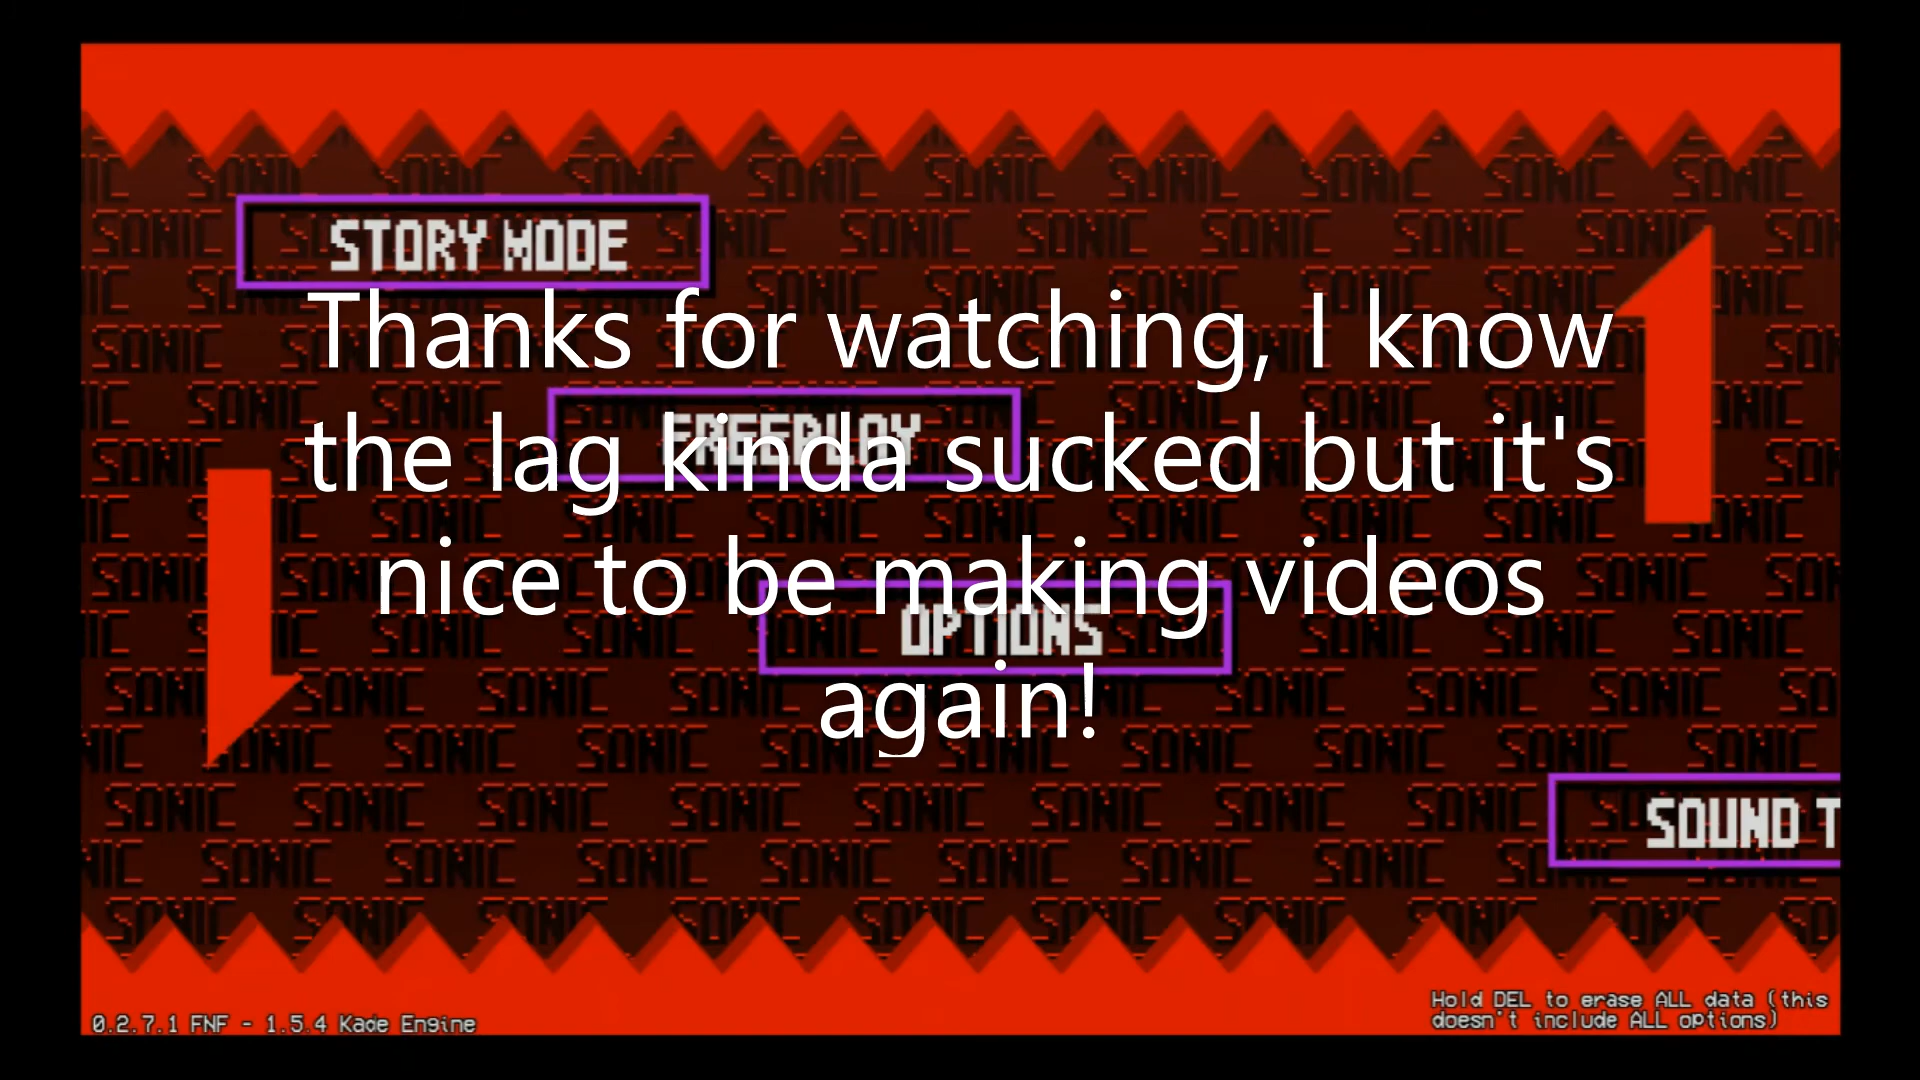 STORY MODE
Thanks for watching, I know
FREEPLAY
the lag kinda sucked but it's
nice to be making videos
OPTIONS
again!
SOUND T
0.2.7.1 FNF - 1.5.4 Kade Engine
Hold DEL to erase ALL data (this
doesn't include ALL options)